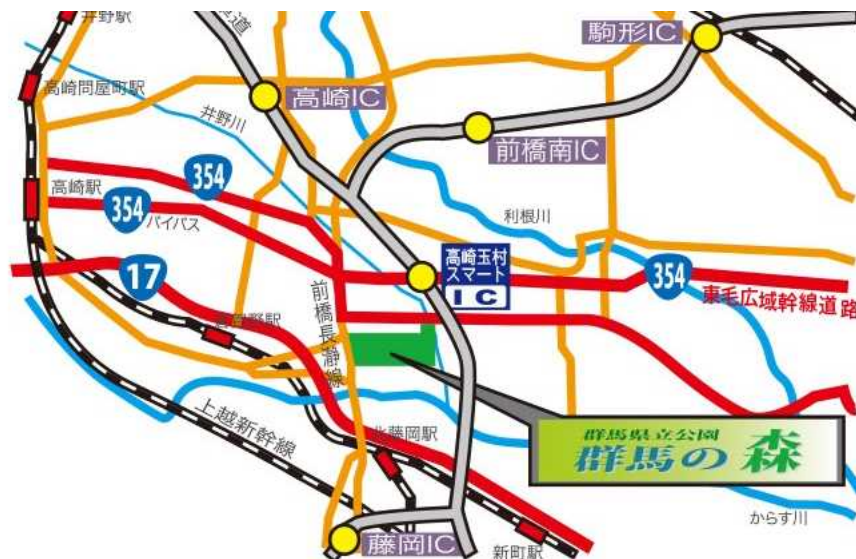 井野駅
道
駒形IC
高崎問屋町駅
高崎IC
井野川
前橋南IC
354
高崎駅
354
バイパス
利根川
高崎玉村
スマート
IC
354
17
東毛広域幹線道路
前橋長瀞線
上越新幹線
北藤岡駅
群馬県立公園
群馬の森
からす川
藤岡IC
新町駅